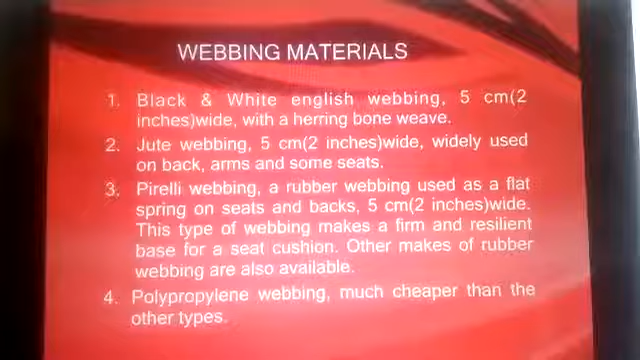 WEBBING MATERIALS
1. Black & White english webbing, 5 cm(2
inches)wide, with a herring bone weave.
2. Jute webbing, 5 cm(2 inches)wide, widely used
on back, arms and some seats.
3. Pirelli webbing, a rubber webbing used as a flat
spring on seats and backs, 5 cm(2 inches)wide.
This type of webbing makes a firm and resilient
base for a seat cushion. Other makes of rubber
webbing are also available.
4. Polypropylene webbing, much cheaper than the
other types.